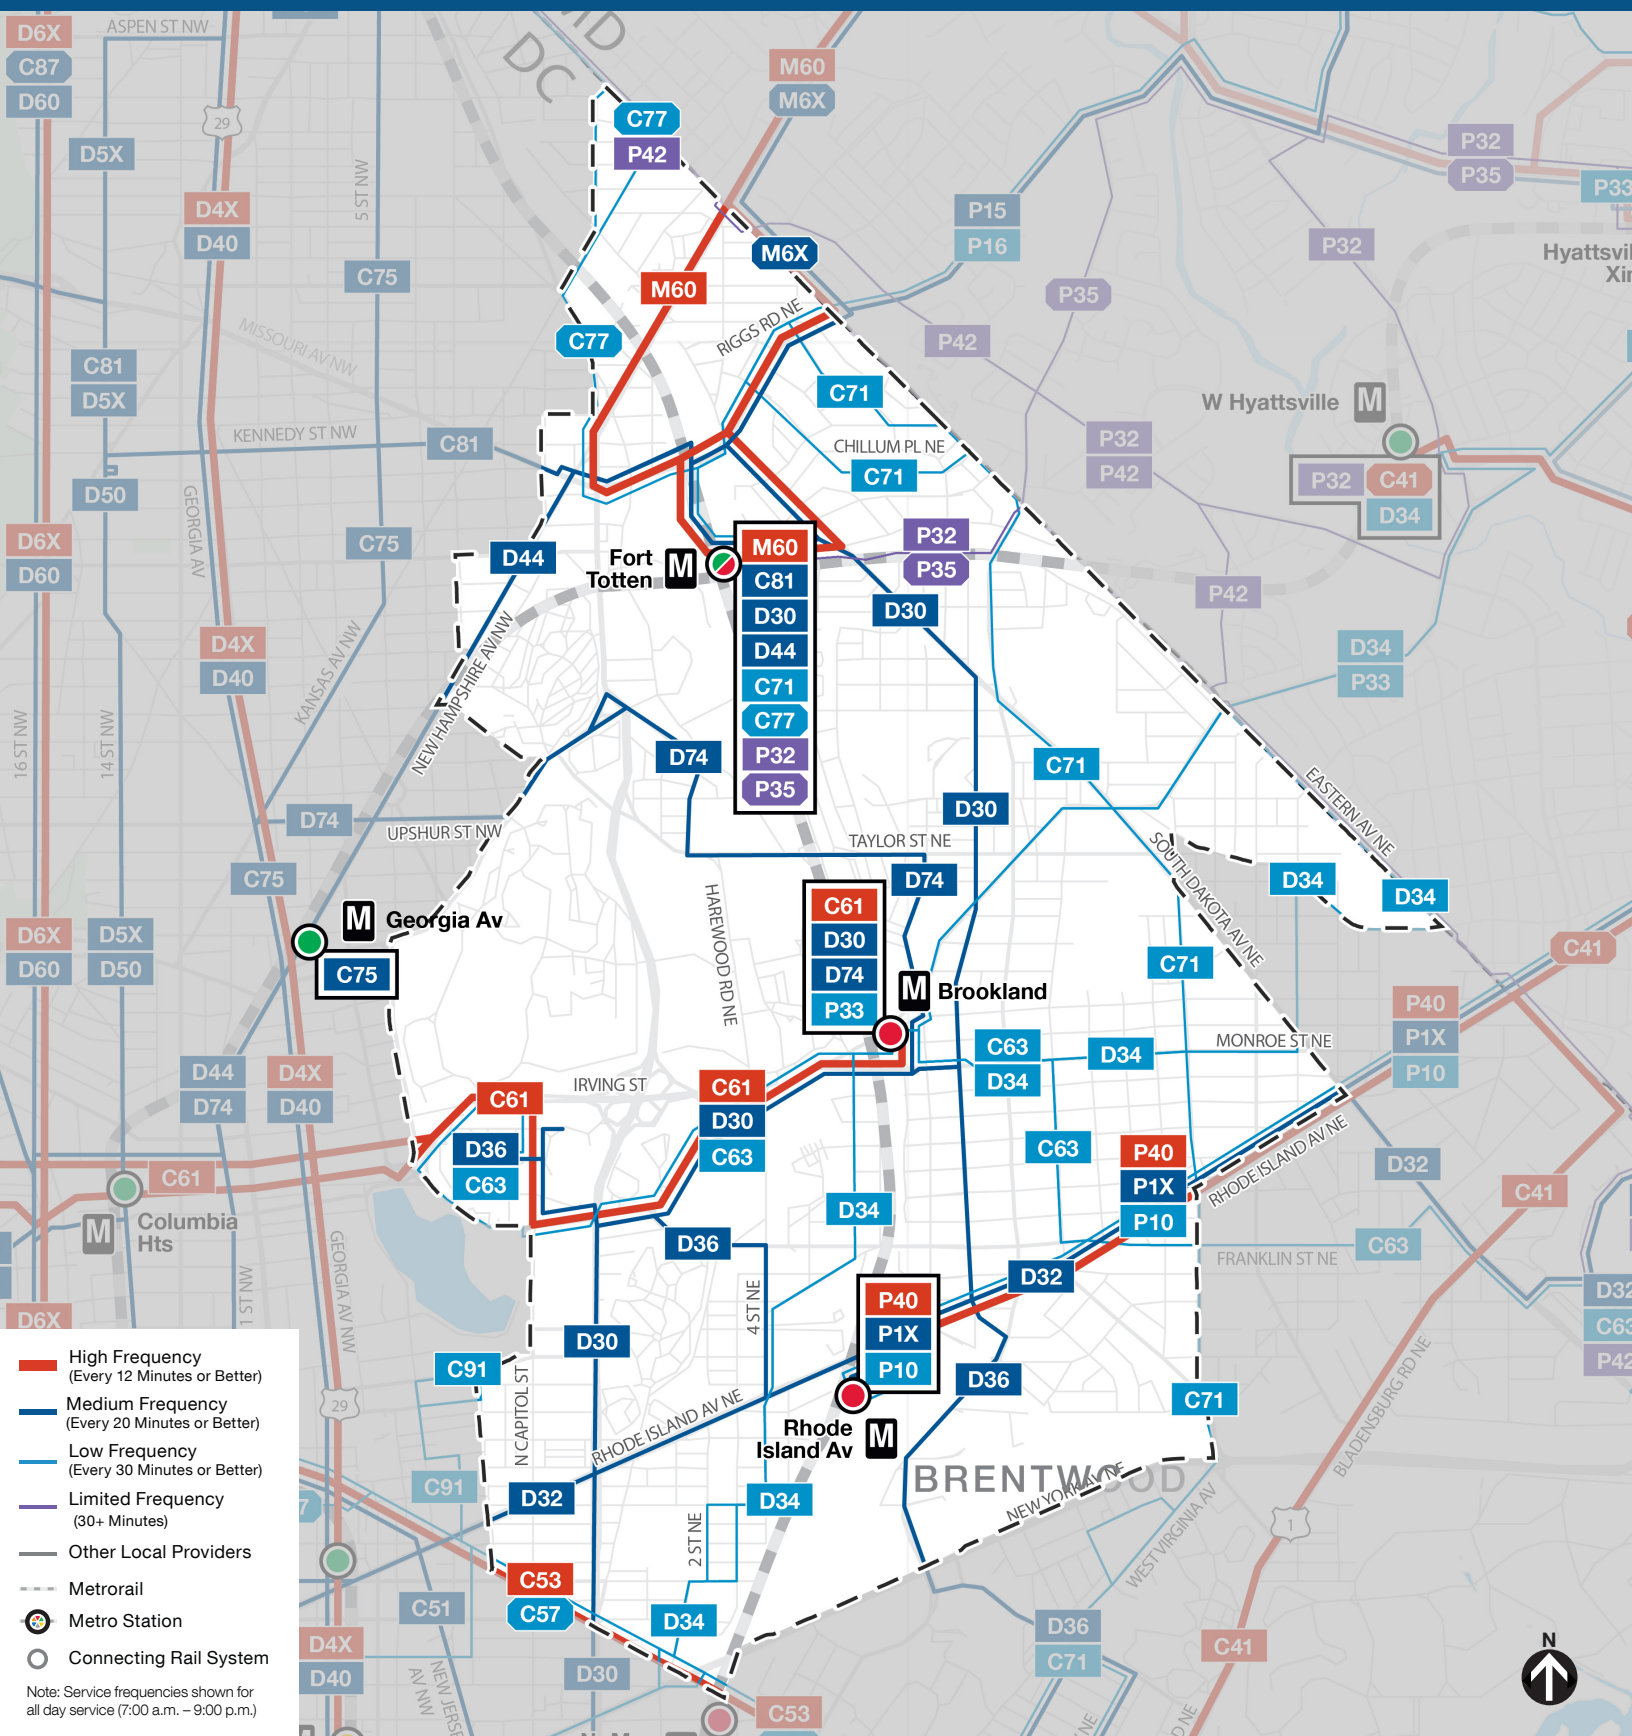 D6X
C87
D60
ASPEN ST NW
29
D5X
5 ST NW
D4X
D40
C75
MD
DC
M60
M6X
C77
P42
M6X
M60
C77
RIGGS RD NE
P15
P16
P32
P35
P33
P32
P35
P42
Hyattsvil
Xin
C81
D5X
MISSOURI AV NW
KENNEDY ST NW
C81
D50
GEORGIA AV
C75
C71
CHILLUM PL NE
C71
W Hyattsville
M
P32
P42
P32
C41
D34
D6X
D60
D44
Fort
Totten
M
M60
C81
D30
D44
C71
C77
P32
P35
P32
P35
D30
P42
D4X
D40
KANSAS AV NW
NEW HAMPSHIRE AV NW
D34
P33
16 ST NW
14 ST NW
D74
D74
UPSHUR ST NW
C71
D30
EASTERN AV NE
TAYLOR ST NE
D74
SOUTH DAKOTA AV NE
D34
D34
C75
M
Georgia Av
C75
D6X
D60
D5X
D50
HAREWOOD RD NE
C61
D30
D74
P33
M
Brookland
C71
C41
P40
P1X
P10
MONROE ST NE
C63
D34
D34
D44
D74
D4X
D40
IRVING ST
C61
C61
D30
C63
D36
C63
C63
P40
P1X
P10
RHODE ISLAND AV NE
D32
C61
C41
M
Columbia
Hts
D34
D36
FRANKLIN ST NE
C63
GEORGIA AV NW
1 ST NW
D32
D6X
4 ST NE
P40
P1X
P10
D32
C63
P42
D30
C91
N CAPITOL ST
RHODE ISLAND AV NE
D36
C71
BLADENSBURG RD NE
29
Rhode
Island Av
M
BRENTWOOD
NEW YORK AV NE
C91
D32
D34
2 ST NE
WEST VIRGINIA AV
1
7
C53
C57
C51
D34
D36
C71
C41
D4X
D40
NEW JERSE
AV NW
D30
C53
NE
D NE
N
High Frequency
(Every 12 Minutes or Better)
Medium Frequency
(Every 20 Minutes or Better)
Low Frequency
(Every 30 Minutes or Better)
Limited Frequency
(30+ Minutes)
Other Local Providers
Metrorail
Metro Station
Connecting Rail System
Note: Service frequencies shown for
all day service (7:00 a.m. – 9:00 p.m.)